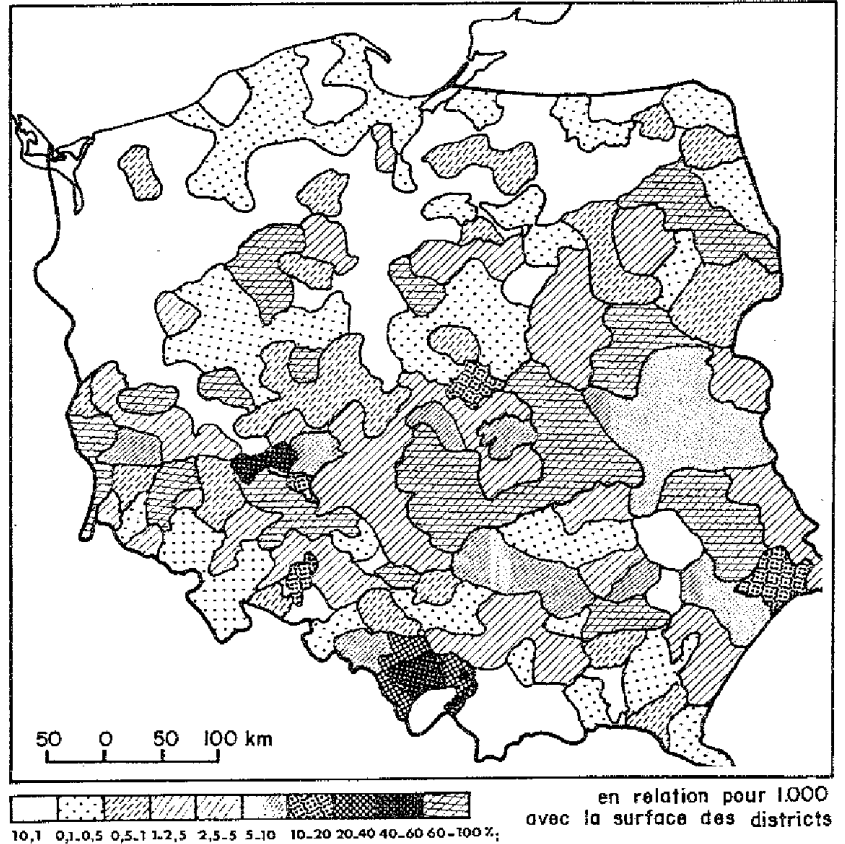 50 0 50 100 km
en relation pour 1.000
avec la surface des districts
10,1 0,1-0,5 0,5-1 1-2,5 2,5-5 5-10 10-20 20-40 40-60 60-100 %;